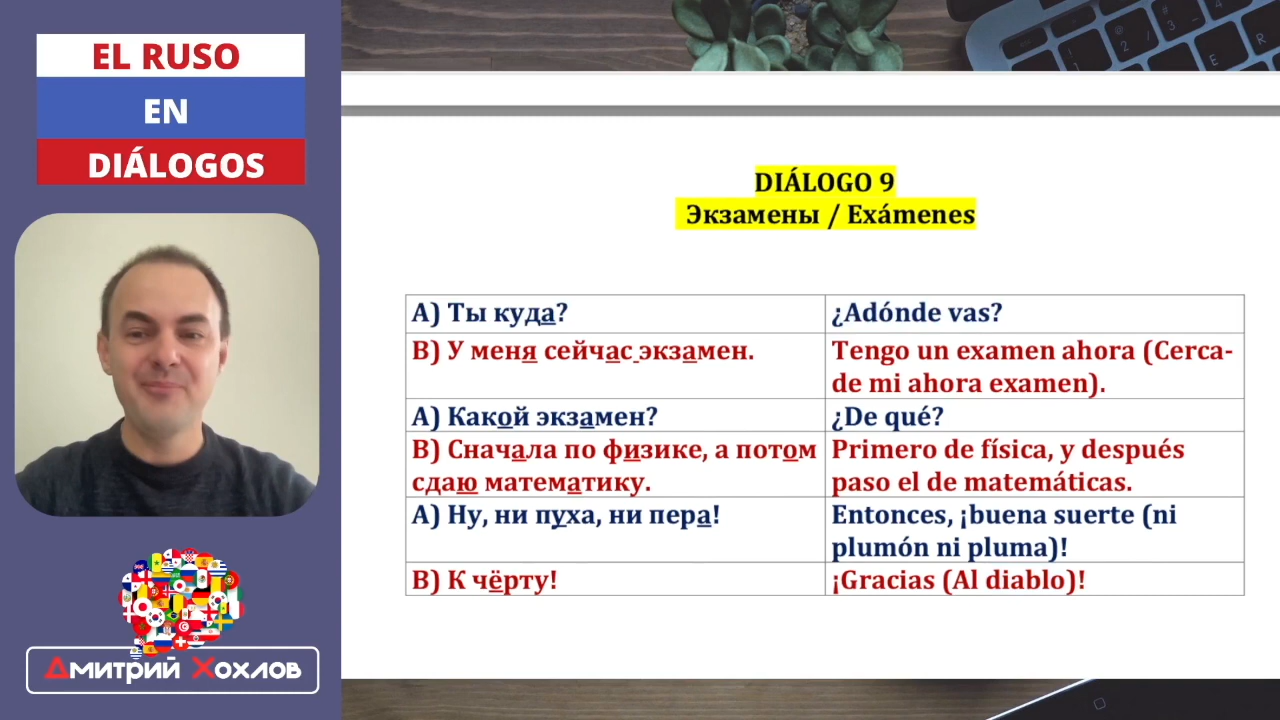 EL RUSO
EN
DIÁLOGOS
Дмитрий Хохлов
DIÁLOGO 9
Экзамены / Exámenes
А) Ты куда?
¿Adónde vas?
В) У меня сейчас экзамен.
Tengo un examen ahora (Cerca-
de mi ahora examen).
А) Какой экзамен?
¿De qué?
В) Сначала по физике, а потом
сдаю математику.
Primero de física, y después
paso el de matemáticas.
А) Ну, ни пуха, ни пера!
Entonces, ¡buena suerte (ni
plumón ni pluma)!
В) К чёрту!
¡Gracias (Al diablo)!